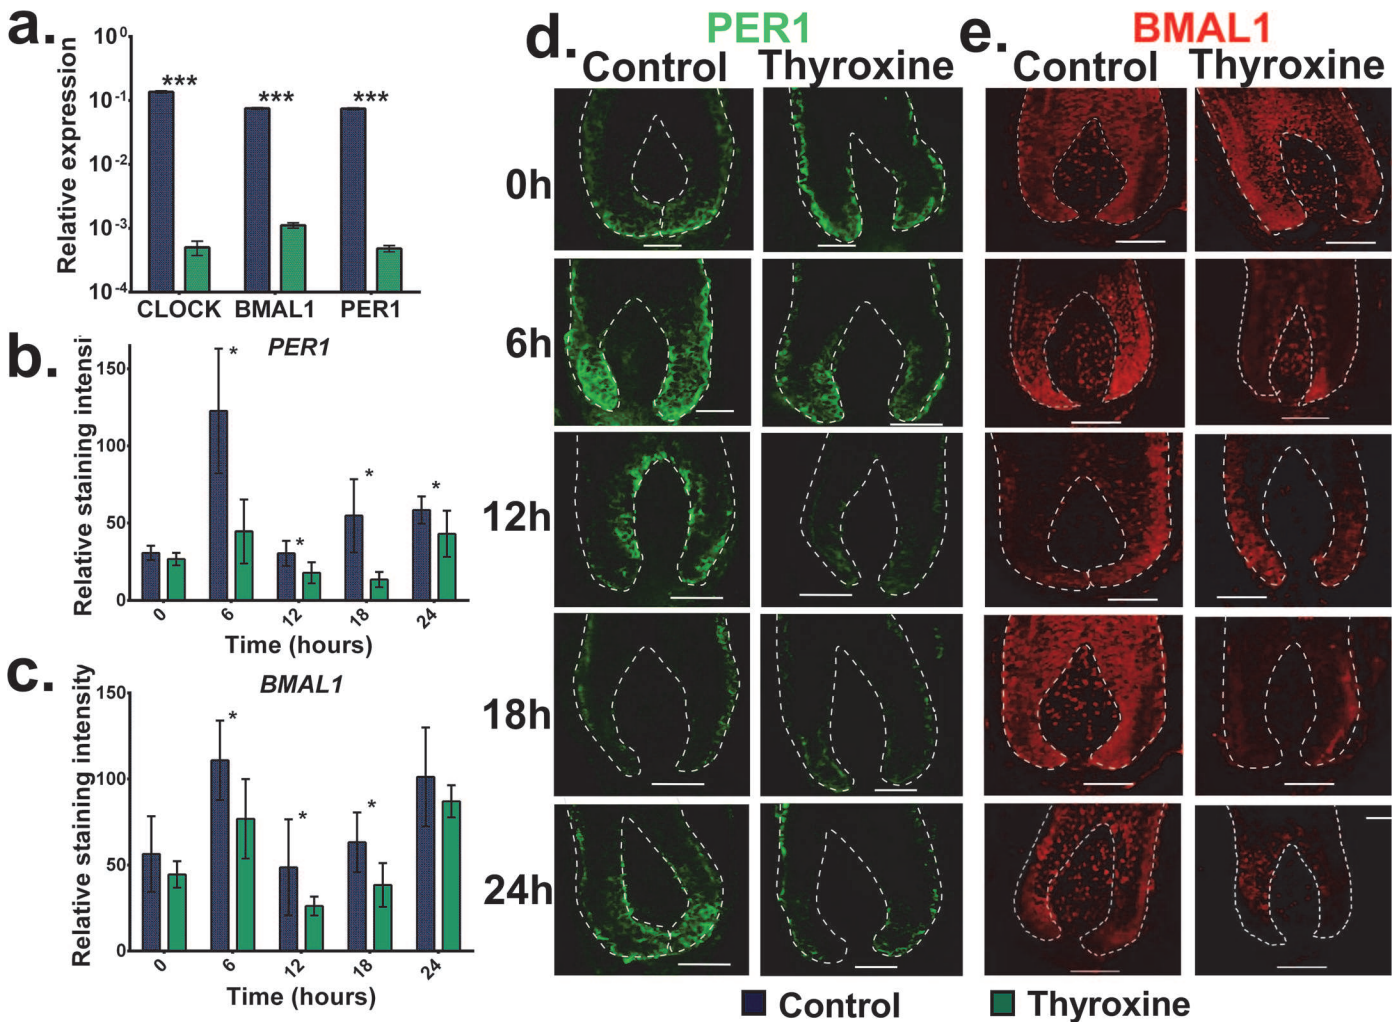 a.
Relative expression
10^0
10^-1
10^-2
10^-3
10^-4
***
***
***
CLOCK BMAL1 PER1
b.
PER1
Relative staining intensi
150
100
50
0
*
*
*
*
0 6 12 18 24
Time (hours)
c.
BMAL1
Relative staining intensity
150
100
50
0
*
*
*
0 6 12 18 24
Time (hours)
d.
PER1
Control Thyroxine
e.
BMAL1
Control Thyroxine
0h
6h
12h
18h
24h
Control Thyroxine